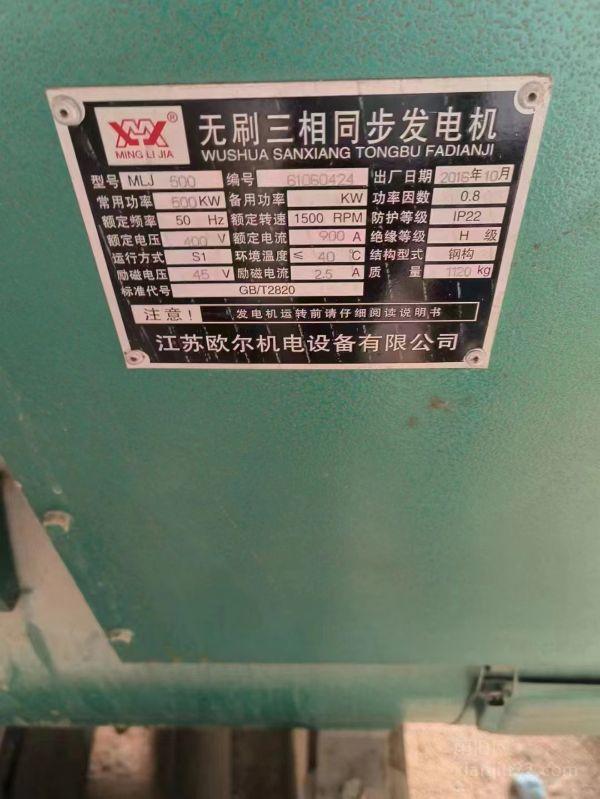 MING LI JIA ®
无刷三相同步发电机
WUSHUA SANXIANG TONGBU FADIANJI
型号 MLJ 500 编号 61060424 出厂日期 2016年10月
常用功率 500KW 备用功率 KW 功率因数 0.8
额定频率 50 Hz 额定转速 1500 RPM 防护等级 IP22
额定电压 400 V 额定电流 900 A 绝缘等级 H 级
运行方式 S1 环境温度 ≤ 40 ℃ 结构型式 钢构
励磁电压 45 V 励磁电流 2.5 A 质量 1120 kg
标准代号 GB/T2820
注意! 发电机运转前请仔细阅读说明书
江苏欧尔机电设备有限公司